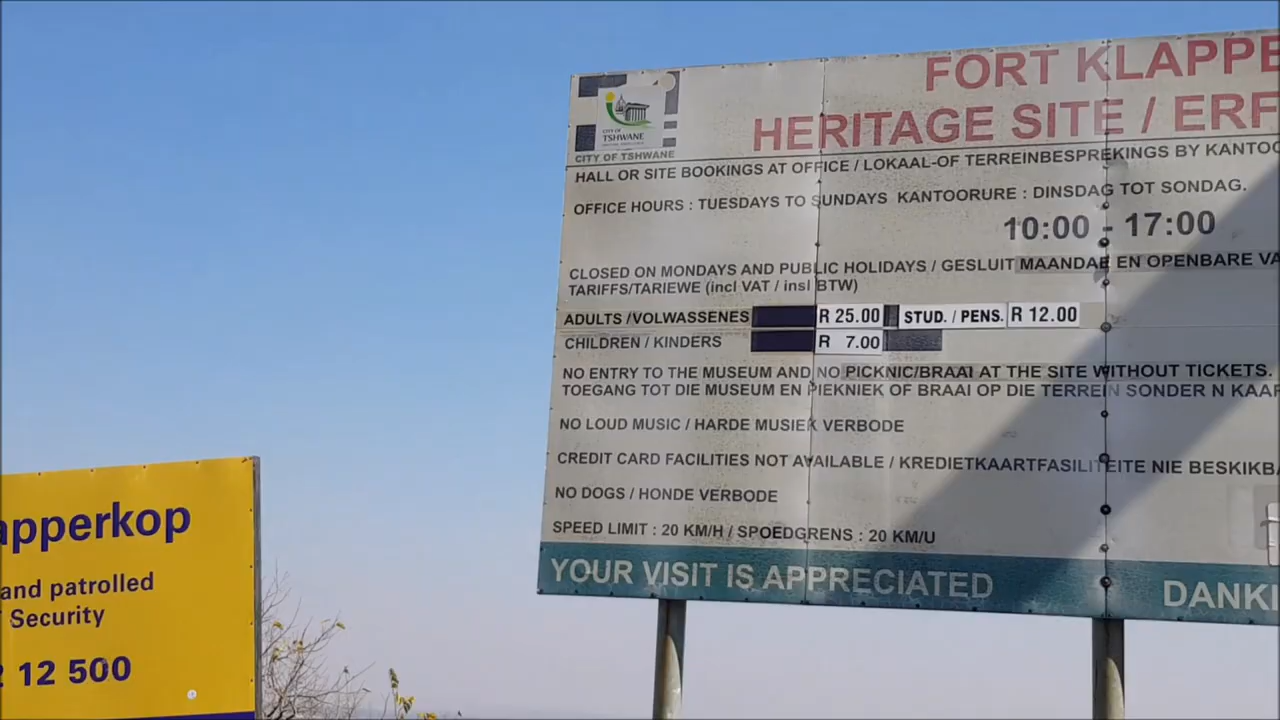 FORT KLAPPE
HERITAGE SITE / ERF
CITY OF
TSHWANE
CITY OF TSHWANE
HALL OR SITE BOOKINGS AT OFFICE / LOKAAL-OF TERREINBESPREKINGS BY KANTOO
OFFICE HOURS : TUESDAYS TO SUNDAYS KANTOORURE : DINSDAG TOT SONDAG.
10:00 - 17:00
CLOSED ON MONDAYS AND PUBLIC HOLIDAYS / GESLUIT MAANDAE EN OPENBARE VA
TARIFFS/TARIEWE (incl VAT / insl BTW)
ADULTS /VOLWASSENES R 25.00 STUD. / PENS. R 12.00
CHILDREN / KINDERS R 7.00
NO ENTRY TO THE MUSEUM AND NO PICKNIC/BRAAI AT THE SITE WITHOUT TICKETS.
TOEGANG TOT DIE MUSEUM EN PIEKNIEK OF BRAAI OP DIE TERREIN SONDER N KAAR
NO LOUD MUSIC / HARDE MUSIEK VERBODE
CREDIT CARD FACILITIES NOT AVAILABLE / KREDIETKAARTFASILITEITE NIE BESKIKBA
NO DOGS / HONDE VERBODE
SPEED LIMIT : 20 KM/H / SPOEDGRENS : 20 KM/U
YOUR VISIT IS APPRECIATED DANKI
apperkop
and patrolled
Security
2 12 500